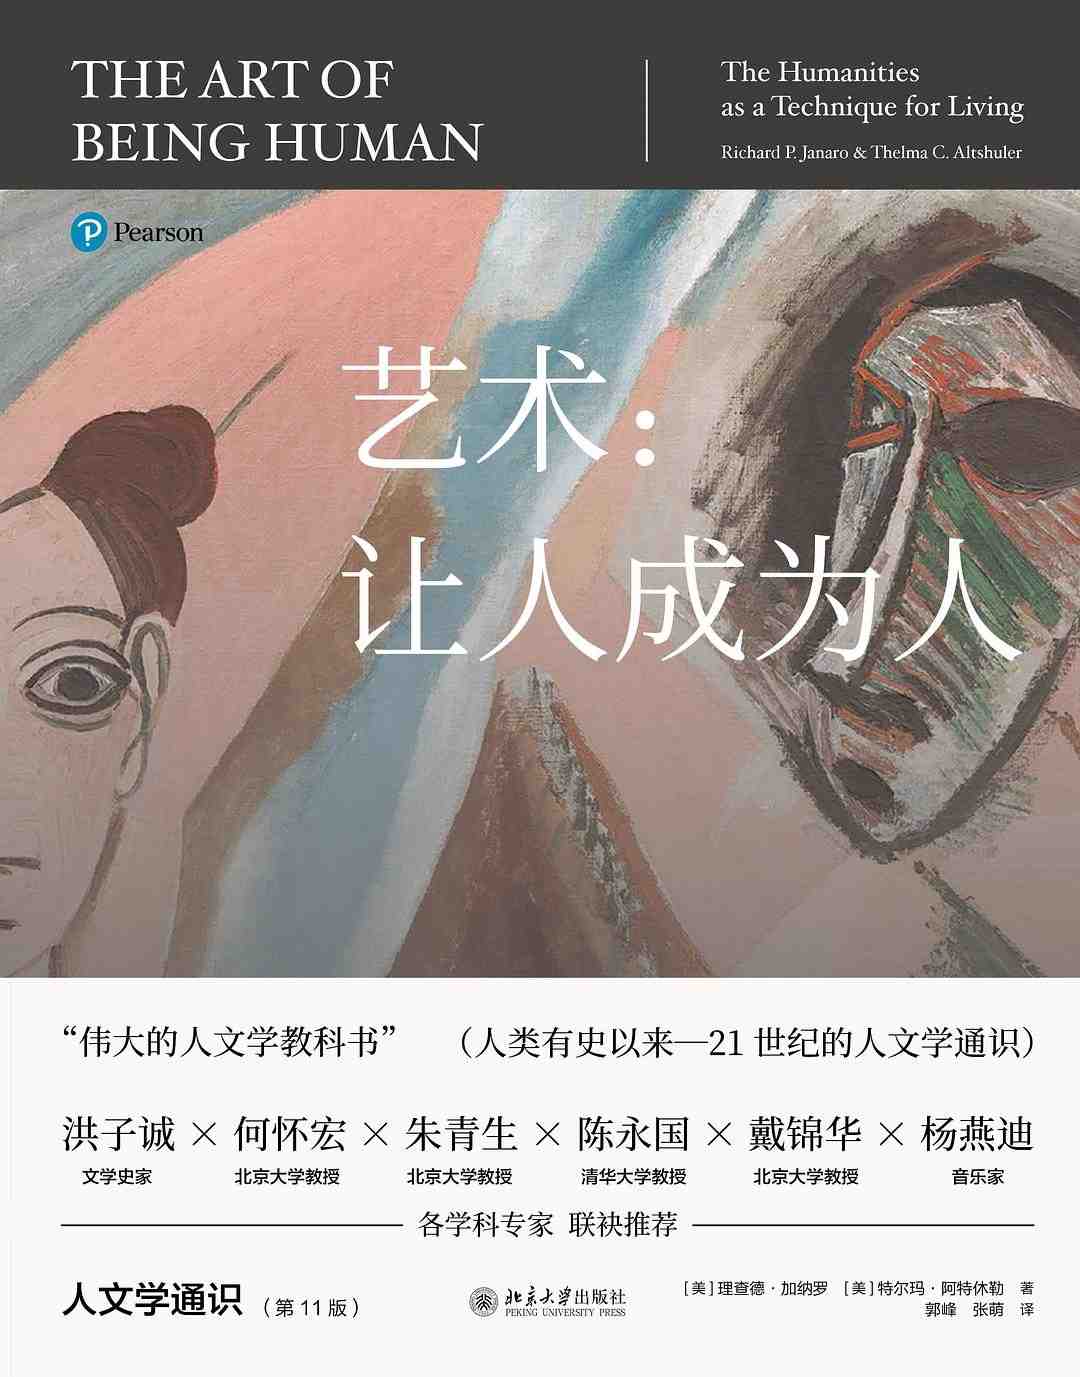 THE ART OF
BEING HUMAN
The Humanities
as a Technique for Living
Richard P. Janaro & Thelma C. Altshuler
Pearson
艺术：
让人成为人
“伟大的人文学教科书” （人类有史以来—21 世纪的人文学通识）
洪子诚 × 何怀宏 × 朱青生 × 陈永国 × 戴锦华 × 杨燕迪
文学史家 北京大学教授 北京大学教授 清华大学教授 北京大学教授 音乐家
各学科专家 联袂推荐
人文学通识（第 11 版）
北京大学出版社
PEKING UNIVERSITY PRESS
[美]理查德·加纳罗 [美]特尔玛·阿特休勒 著
郭峰 张萌 译